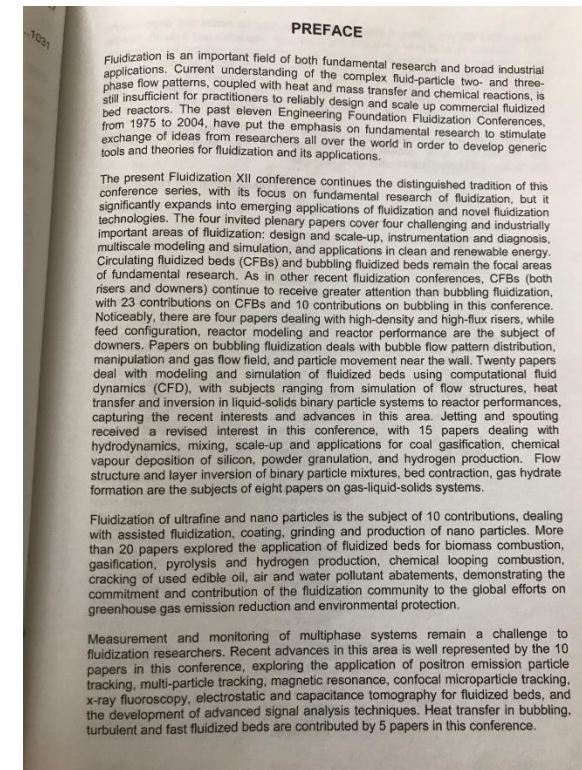 ..1031
PREFACE
Fluidization is an important field of both fundamental research and broad industrial
applications. Current understanding of the complex fluid-particle two- and three-
phase flow patterns, coupled with heat and mass transfer and chemical reactions, is
still insufficient for practitioners to reliably design and scale up commercial fluidized
bed reactors. The past eleven Engineering Foundation Fluidization Conferences,
from 1975 to 2004, have put the emphasis on fundamental research to stimulate
exchange of ideas from researchers all over the world in order to develop generic
tools and theories for fluidization and its applications.
The present Fluidization XII conference continues the distinguished tradition of this
conference series, with its focus on fundamental research of fluidization, but it
significantly expands into emerging applications of fluidization and novel fluidization
technologies. The four invited plenary papers cover four challenging and industrially
important areas of fluidization: design and scale-up, instrumentation and diagnosis,
multiscale modeling and simulation, and applications in clean and renewable energy.
Circulating fluidized beds (CFBs) and bubbling fluidized beds remain the focal areas
of fundamental research. As in other recent fluidization conferences, CFBs (both
risers and downers) continue to receive greater attention than bubbling fluidization,
with 23 contributions on CFBs and 10 contributions on bubbling in this conference.
Noticeably, there are four papers dealing with high-density and high-flux risers, while
feed configuration, reactor modeling and reactor performance are the subject of
downers. Papers on bubbling fluidization deals with bubble flow pattern distribution,
manipulation and gas flow field, and particle movement near the wall. Twenty papers
deal with modeling and simulation of fluidized beds using computational fluid
dynamics (CFD), with subjects ranging from simulation of flow structures, heat
transfer and inversion in liquid-solids binary particle systems to reactor performances,
capturing the recent interests and advances in this area. Jetting and spouting
received a revised interest in this conference, with 15 papers dealing with
hydrodynamics, mixing, scale-up and applications for coal gasification, chemical
vapour deposition of silicon, powder granulation, and hydrogen production. Flow
structure and layer inversion of binary particle mixtures, bed contraction, gas hydrate
formation are the subjects of eight papers on gas-liquid-solids systems.
Fluidization of ultrafine and nano particles is the subject of 10 contributions, dealing
with assisted fluidization, coating, grinding and production of nano particles. More
than 20 papers explored the application of fluidized beds for biomass combustion,
gasification, pyrolysis and hydrogen production, chemical looping combustion,
cracking of used edible oil, air and water pollutant abatements, demonstrating the
commitment and contribution of the fluidization community to the global efforts on
greenhouse gas emission reduction and environmental protection.
Measurement and monitoring of multiphase systems remain a challenge to
fluidization researchers. Recent advances in this area is well represented by the 10
papers in this conference, exploring the application of positron emission particle
tracking, multi-particle tracking, magnetic resonance, confocal microparticle tracking,
x-ray fluoroscopy, electrostatic and capacitance tomography for fluidized beds, and
the development of advanced signal analysis techniques. Heat transfer in bubbling,
turbulent and fast fluidized beds are contributed by 5 papers in this conference.